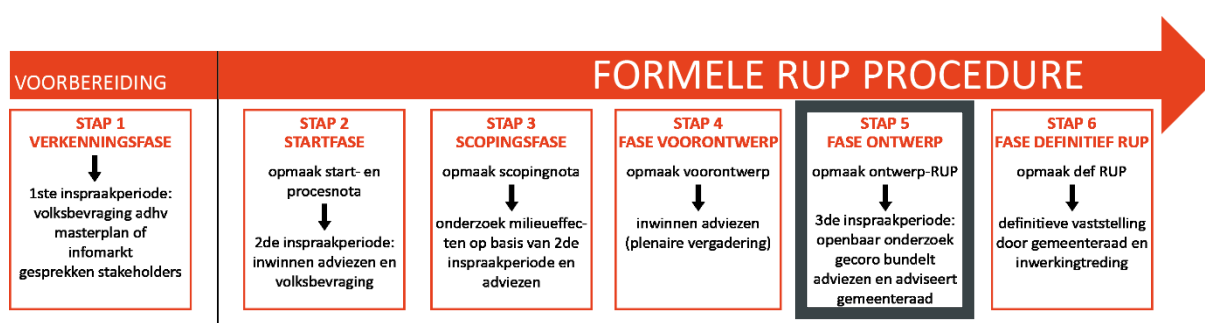 VOORBEREIDING
FORMELE RUP PROCEDURE
STAP 1
VERKENNINGSFASE
1ste inspraakperiode:
volksbevraging adhv
masterplan of
infomarkt
gesprekken stakeholders
STAP 2
STARTFASE
opmaak start- en
procesnota
2de inspraakperiode:
inwinnen adviezen en
volksbevraging
STAP 3
SCOPINGSFASE
opmaak scopingnota
onderzoek milieueffec-
ten op basis van 2de
inspraakperiode en
adviezen
STAP 4
FASE VOORONTWERP
opmaak voorontwerp
inwinnen adviezen
(plenaire vergadering)
STAP 5
FASE ONTWERP
opmaak ontwerp-RUP
3de inspraakperiode:
openbaar onderzoek
gecoro bundelt
adviezen en adviseert
gemeenteraad
STAP 6
FASE DEFINITIEF RUP
opmaak def RUP
definitieve vaststelling
door gemeenteraad en
inwerkingtreding